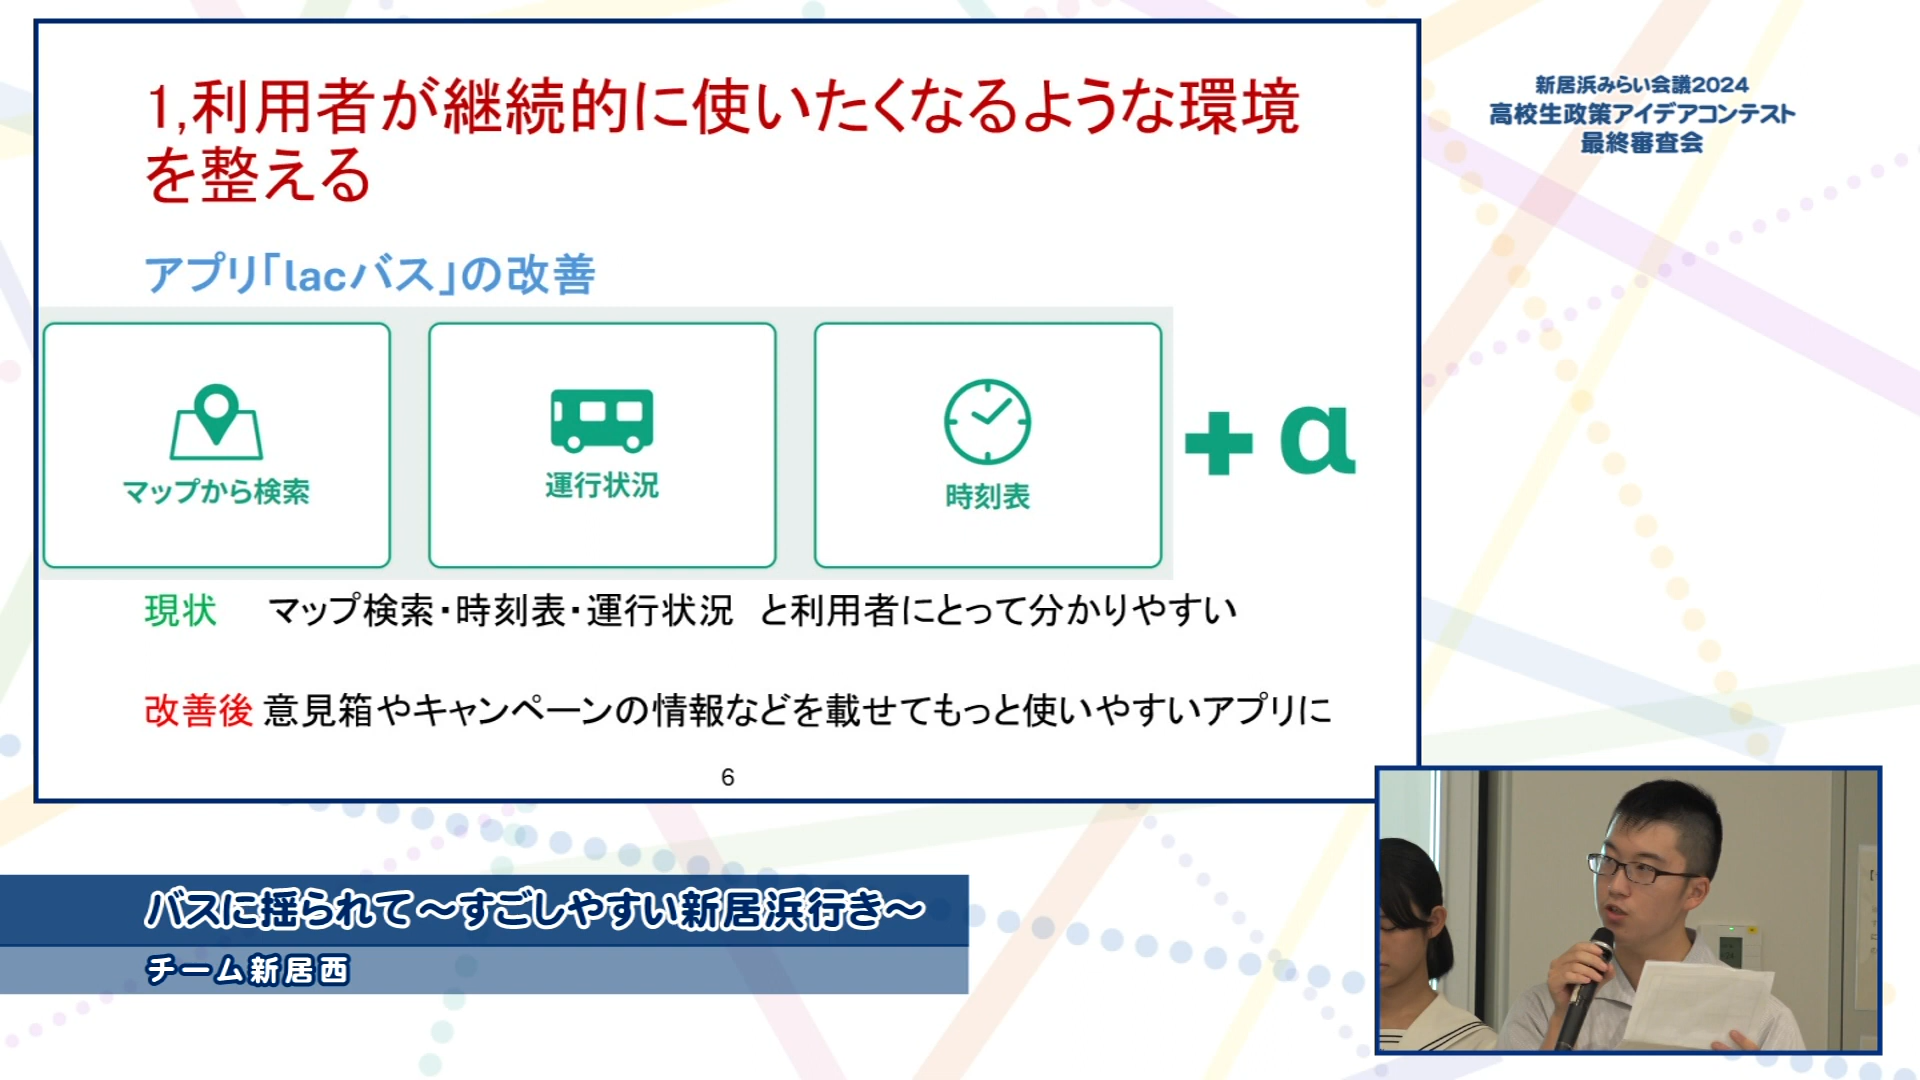 1,利用者が継続的に使いたくなるような環境
を整える
アプリ「lacバス」の改善
マップから検索
運行状況
時刻表
+ α
現状 マップ検索・時刻表・運行状況 と利用者にとって分かりやすい
改善後 意見箱やキャンペーンの情報などを載せてもっと使いやすいアプリに
6
新居浜みらい会議2024
高校生政策アイデアコンテスト
最終審査会
バスに揺られて～すごしやすい新居浜行き～
チーム新居西